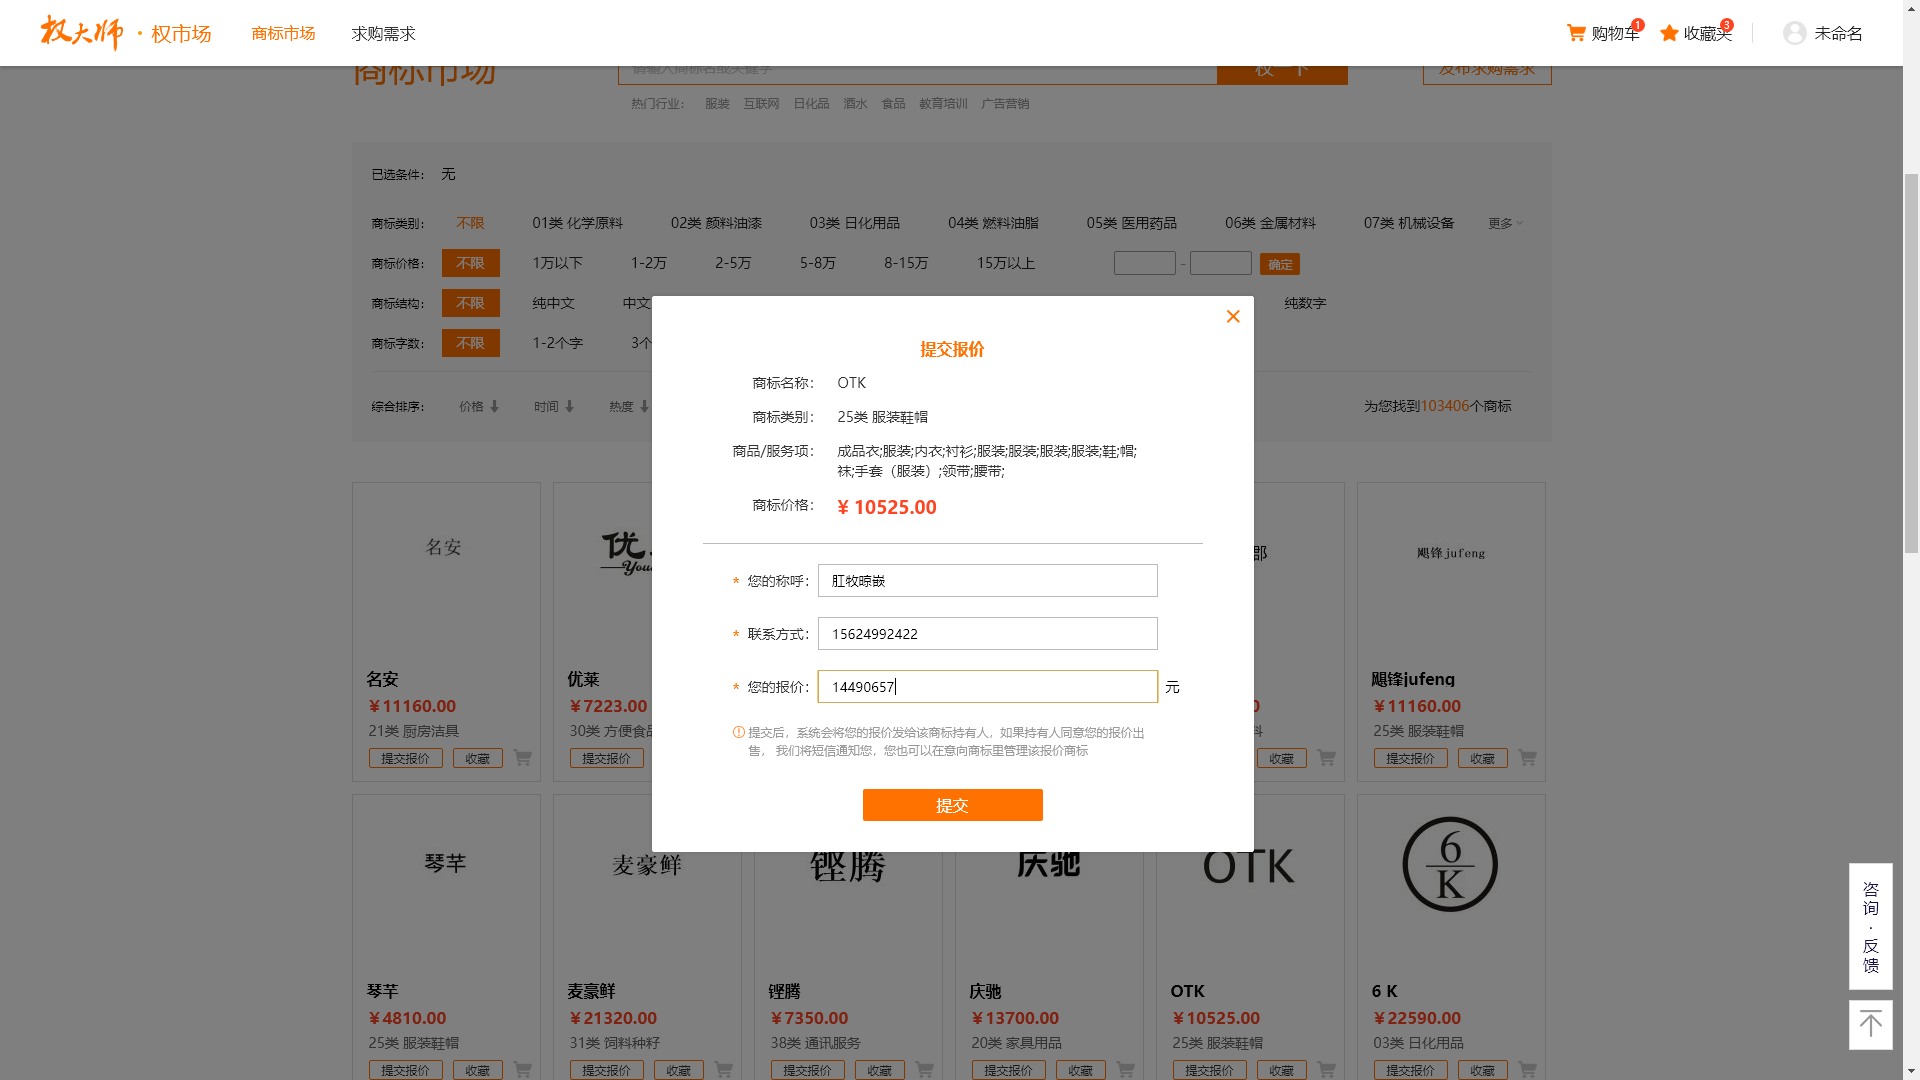 权大师 · 权市场 商标市场 求购需求 购物车 1 收藏夹 3 未命名
商标市场 请输入商标名或关键字 权一下 发布求购需求
热门行业： 服装 互联网 日化品 酒水 食品 教育培训 广告营销
已选条件： 无
商标类别： 不限 01类 化学原料 02类 颜料油漆 03类 日化用品 04类 燃料油脂 05类 医用药品 06类 金属材料 07类 机械设备 更多
商标价格： 不限 1万以下 1-2万 2-5万 5-8万 8-15万 15万以上 - 确定
商标结构： 不限 纯中文 中文 纯数字
商标字数： 不限 1-2个字 3个
综合排序： 价格 时间 热度 为您找到103406个商标
提交报价
商标名称： OTK
商标类别： 25类 服装鞋帽
商品/服务项： 成品衣;服装;内衣;衬衫;服装;服装;服装;服装;鞋;帽;
袜;手套（服装）;领带;腰带;
商标价格： ¥ 10525.00
* 您的称呼： 肛牧晾嵌
* 联系方式： 15624992422
* 您的报价： 14490657 元
提交后，系统会将您的报价发给该商标持有人，如果持有人同意您的报价出
售， 我们将短信通知您，您也可以在意向商标里管理该报价商标
提交
名安 优 郡 飓锋jufeng
名安 优莱 飓锋jufeng
¥11160.00 ¥7223.00 0 ¥11160.00
21类 厨房洁具 30类 方便食品 料 25类 服装鞋帽
提交报价 收藏 提交报价 收藏 提交报价 收藏
琴芊 麦豪鲜 铿腾 庆驰 OTK 6 K
琴芊 麦豪鲜 铿腾 庆驰 OTK 6 K
¥4810.00 ¥21320.00 ¥7350.00 ¥13700.00 ¥10525.00 ¥22590.00
25类 服装鞋帽 31类 饲料种籽 38类 通讯服务 20类 家具用品 25类 服装鞋帽 03类 日化用品
提交报价 收藏 提交报价 收藏 提交报价 收藏 提交报价 收藏 提交报价 收藏 提交报价 收藏
咨询·反馈